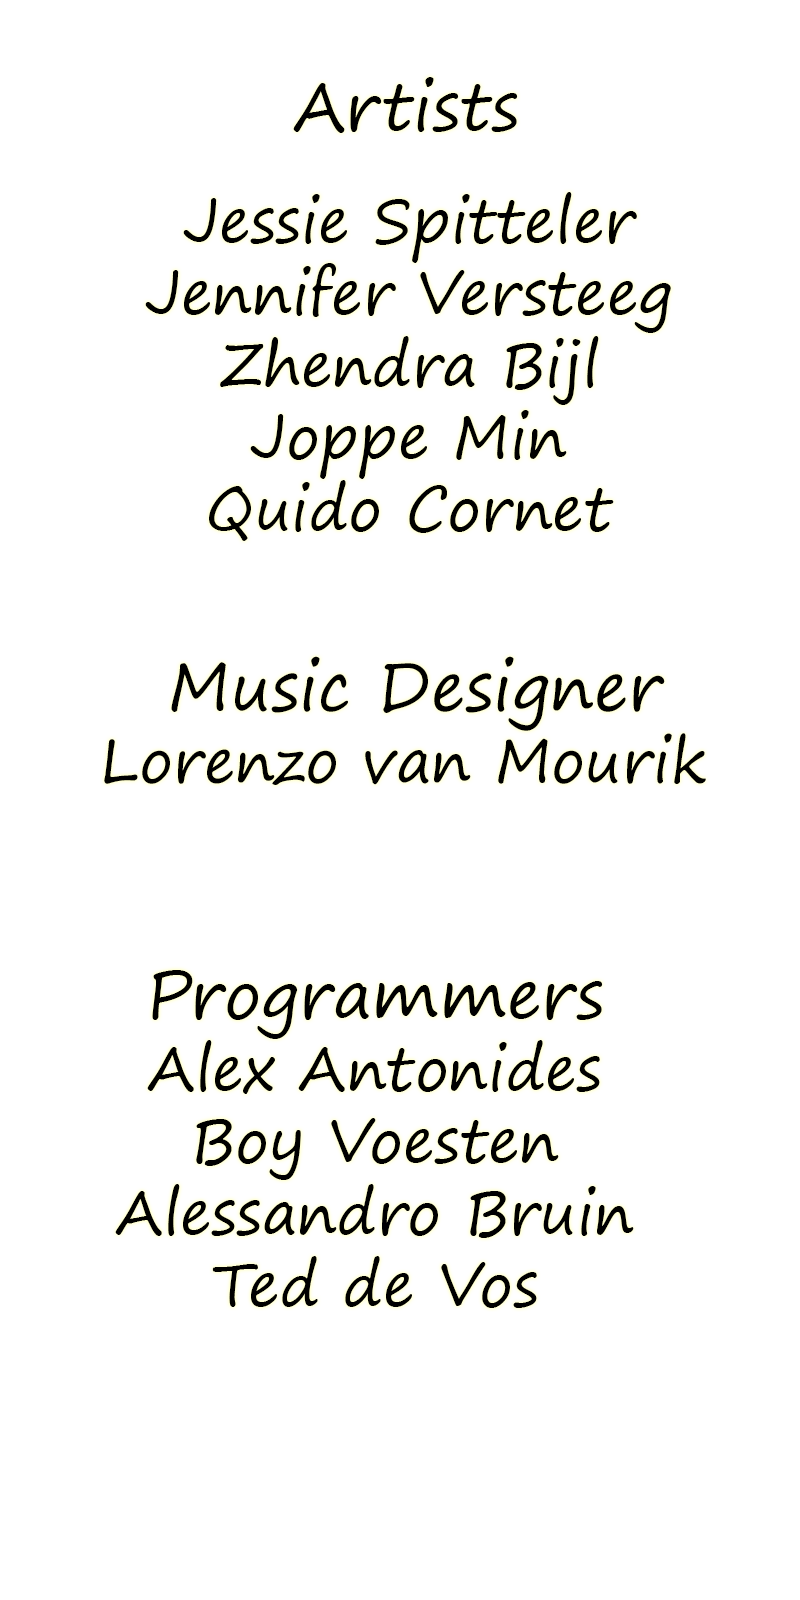 Artists
Jessie Spitteler
Jennifer Versteeg
Zhendra Bijl
Joppe Min
Quido Cornet
Music Designer
Lorenzo van Mourik
Programmers
Alex Antonides
Boy Voesten
Alessandro Bruin
Ted de Vos